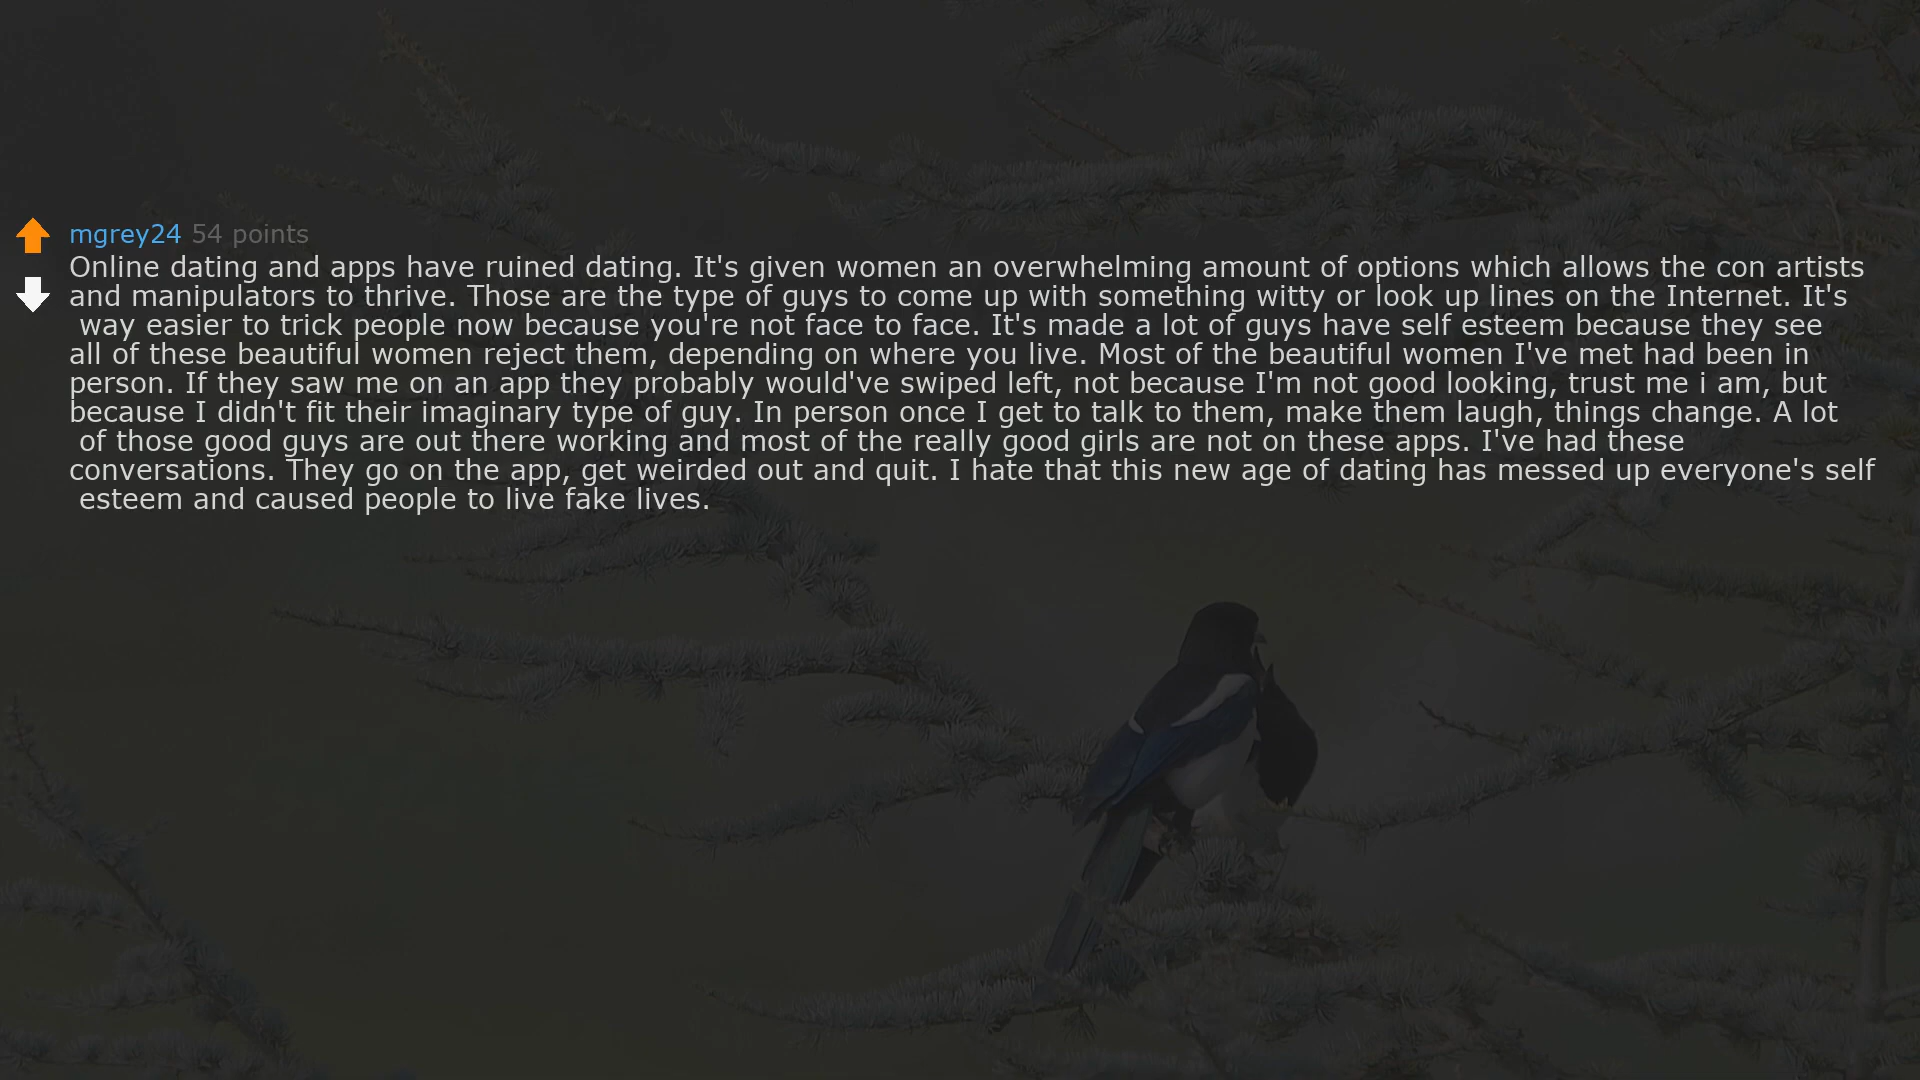 mgrey24 54 points
Online dating and apps have ruined dating. It's given women an overwhelming amount of options which allows the con artists
and manipulators to thrive. Those are the type of guys to come up with something witty or look up lines on the Internet. It's
way easier to trick people now because you're not face to face. It's made a lot of guys have self esteem because they see
all of these beautiful women reject them, depending on where you live. Most of the beautiful women I've met had been in
person. If they saw me on an app they probably would've swiped left, not because I'm not good looking, trust me i am, but
because I didn't fit their imaginary type of guy. In person once I get to talk to them, make them laugh, things change. A lot
of those good guys are out there working and most of the really good girls are not on these apps. I've had these
conversations. They go on the app, get weirded out and quit. I hate that this new age of dating has messed up everyone's self
esteem and caused people to live fake lives.